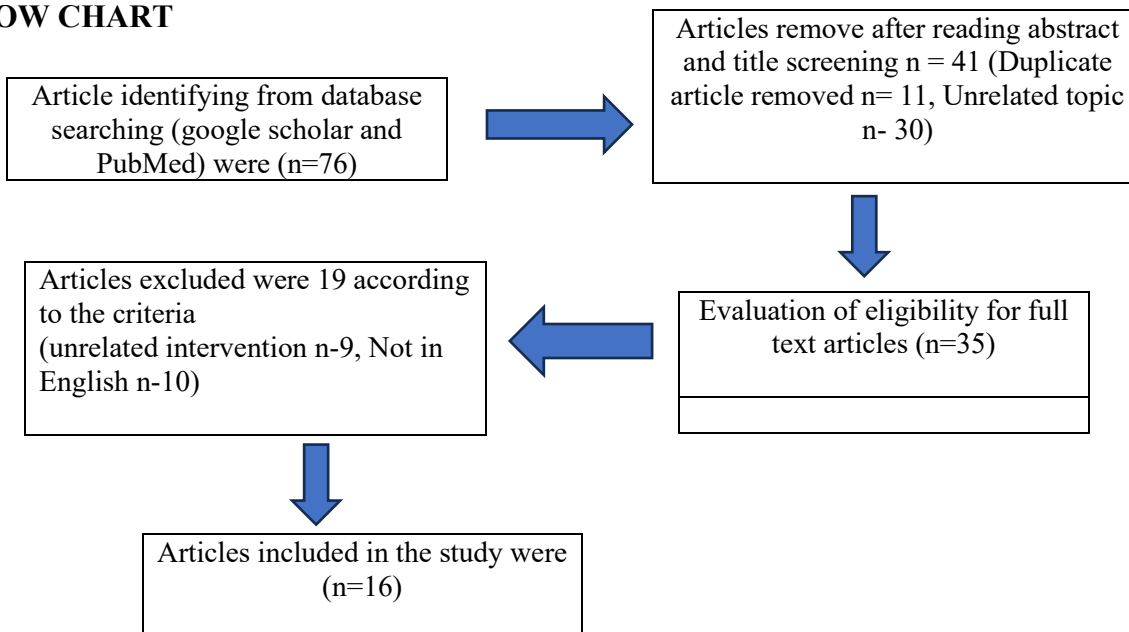 OW CHART
Article identifying from database
searching (google scholar and
PubMed) were (n=76)
Articles remove after reading abstract
and title screening n = 41 (Duplicate
article removed n= 11, Unrelated topic
n- 30)
Evaluation of eligibility for full
text articles (n=35)
Articles excluded were 19 according
to the criteria
(unrelated intervention n-9, Not in
English n-10)
Articles included in the study were
(n=16)